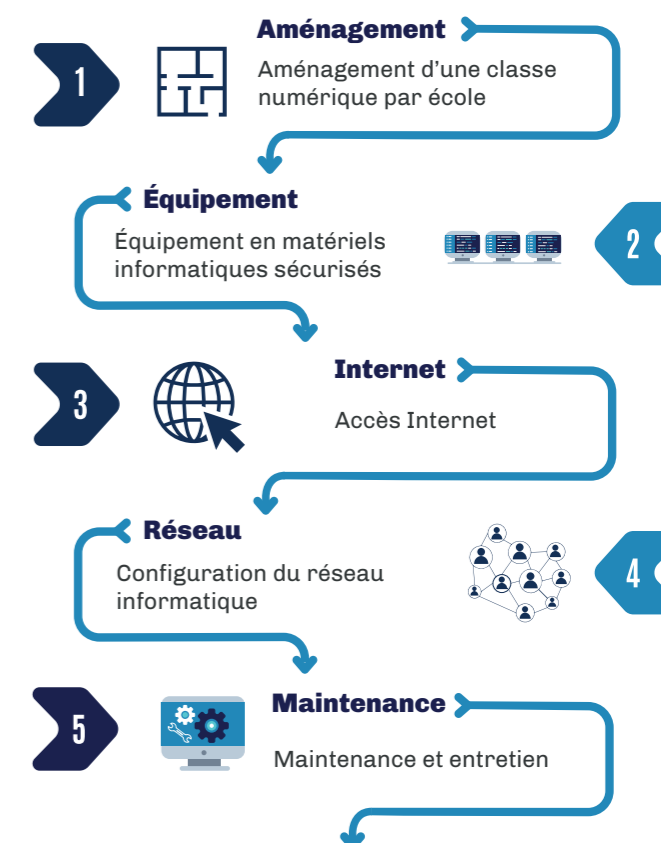 Aménagement
1
Aménagement d’une classe
numérique par école
Équipement
Équipement en matériels
informatiques sécurisés
2
Internet
3
Accès Internet
Réseau
Configuration du réseau
informatique
4
Maintenance
5
Maintenance et entretien